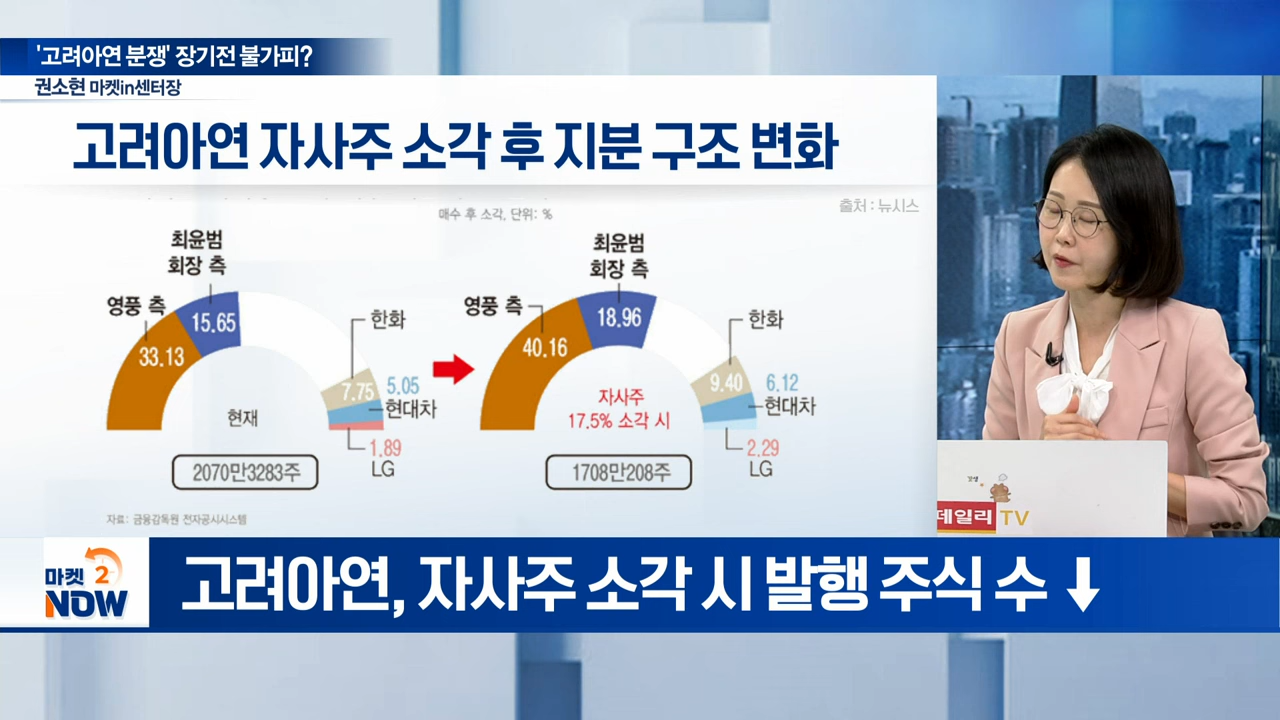 '고려아연 분쟁' 장기전 불가피?
권소현 마켓in센터장
고려아연 자사주 소각 후 지분 구조 변화
출처 : 뉴시스
매수 후 소각, 단위: %
최윤범
회장 측
영풍 측
15.65
33.13
한화
7.75
5.05
현대차
1.89
LG
현재
2070만3283주
최윤범
회장 측
영풍 측
18.96
40.16
한화
9.40
6.12
현대차
2.29
LG
자사주
17.5% 소각 시
1708만208주
자료: 금융감독원 전자공시시스템
데일리 TV
마켓 2
NOW
고려아연, 자사주 소각 시 발행 주식 수 ↓